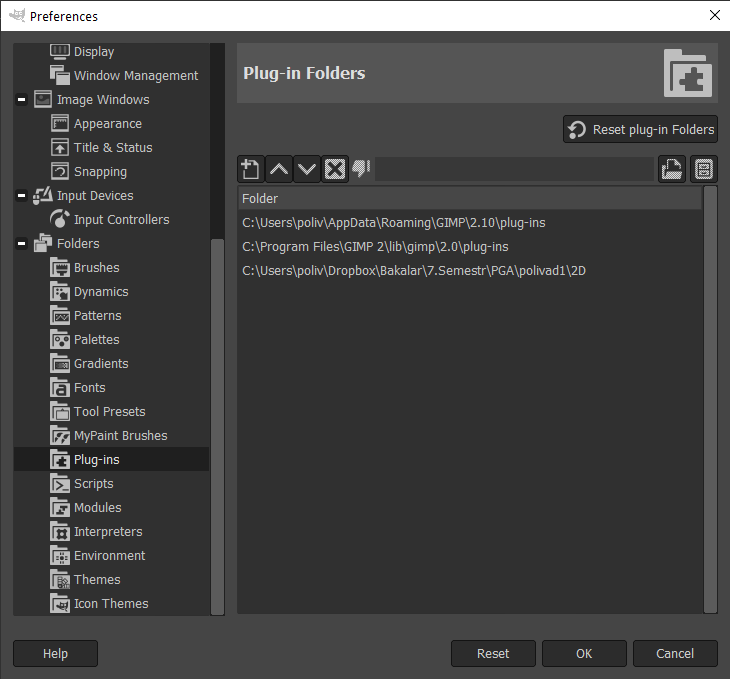 Preferences
Display
Window Management
Image Windows
Appearance
Title & Status
Snapping
Input Devices
Input Controllers
Folders
Brushes
Dynamics
Patterns
Palettes
Gradients
Fonts
Tool Presets
MyPaint Brushes
Plug-ins
Scripts
Modules
Interpreters
Environment
Themes
Icon Themes
Plug-in Folders
Reset plug-in Folders
Folder
C:\Users\poliv\AppData\Roaming\GIMP\2.10\plug-ins
C:\Program Files\GIMP 2\lib\gimp\2.0\plug-ins
C:\Users\poliv\Dropbox\Bakalar\7.Semestr\PGA\polivad1\2D
Help
Reset
OK
Cancel